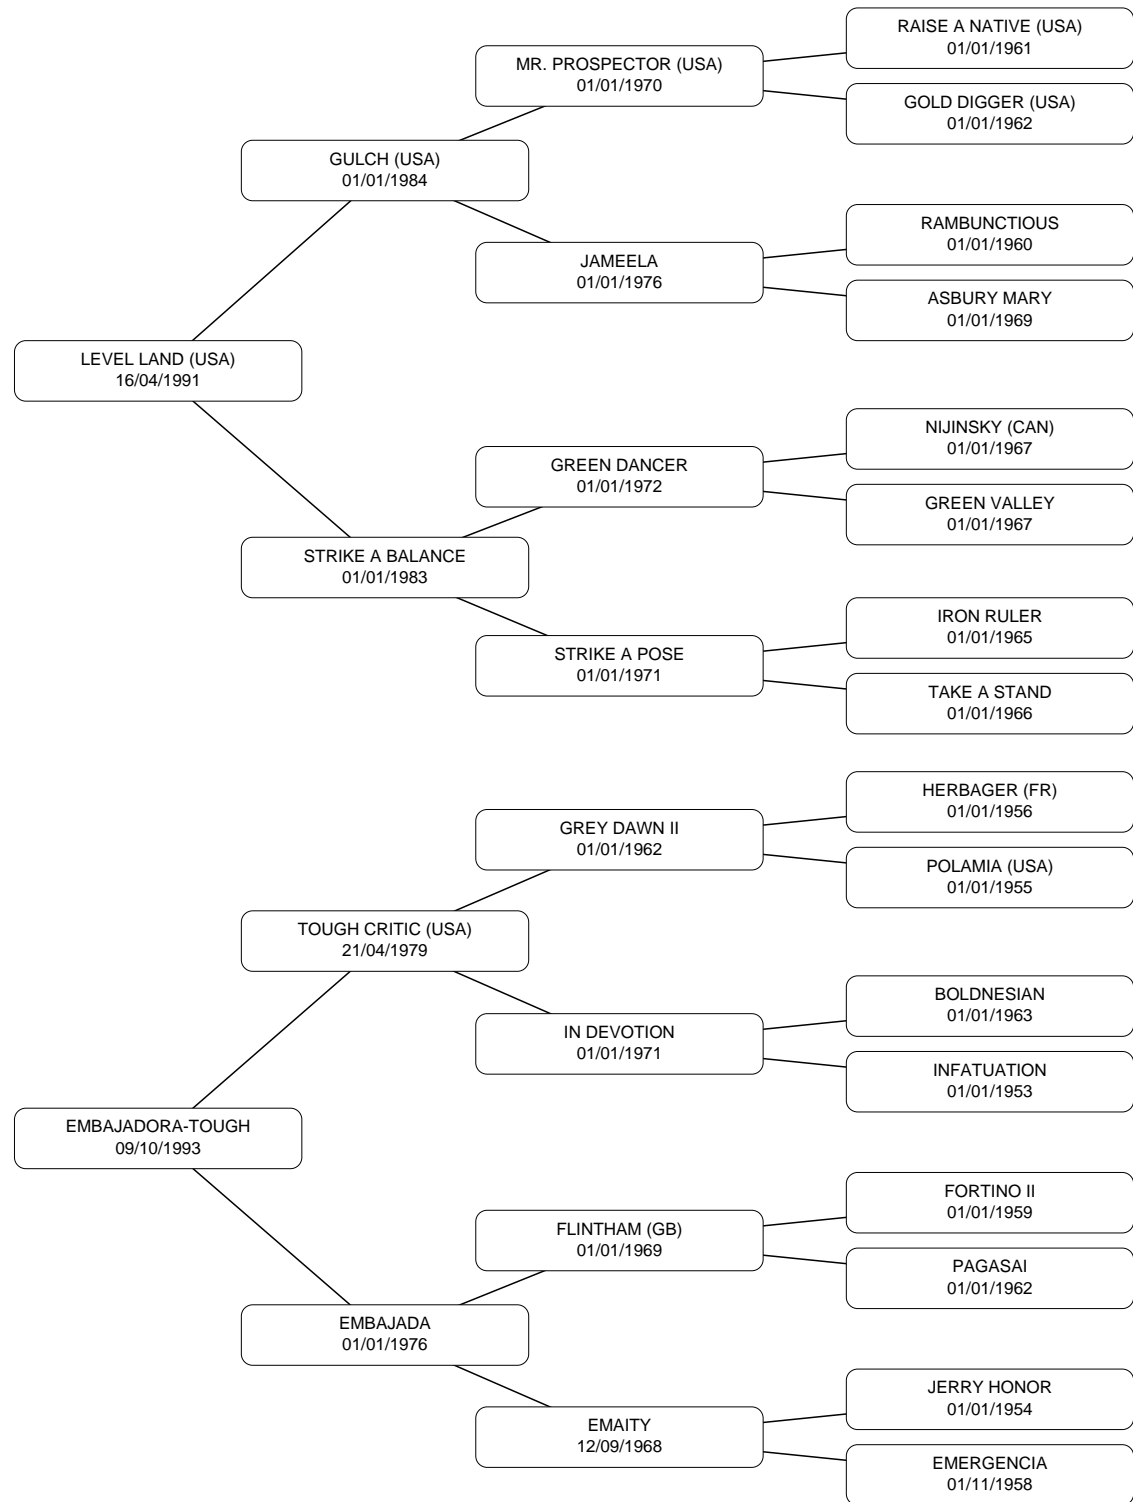 RAISE A NATIVE (USA)
01/01/1961
MR. PROSPECTOR (USA)
01/01/1970
GOLD DIGGER (USA)
01/01/1962
GULCH (USA)
01/01/1984
RAMBUNCTIOUS
01/01/1960
JAMEELA
01/01/1976
ASBURY MARY
01/01/1969
LEVEL LAND (USA)
16/04/1991
NIJINSKY (CAN)
01/01/1967
GREEN DANCER
01/01/1972
GREEN VALLEY
01/01/1967
STRIKE A BALANCE
01/01/1983
IRON RULER
01/01/1965
STRIKE A POSE
01/01/1971
TAKE A STAND
01/01/1966
HERBAGER (FR)
01/01/1956
GREY DAWN II
01/01/1962
POLAMIA (USA)
01/01/1955
TOUGH CRITIC (USA)
21/04/1979
BOLDNESIAN
01/01/1963
IN DEVOTION
01/01/1971
INFATUATION
01/01/1953
EMBAJADORA-TOUGH
09/10/1993
FORTINO II
01/01/1959
FLINTHAM (GB)
01/01/1969
PAGASAI
01/01/1962
EMBAJADA
01/01/1976
JERRY HONOR
01/01/1954
EMAITY
12/09/1968
EMERGENCIA
01/11/1958